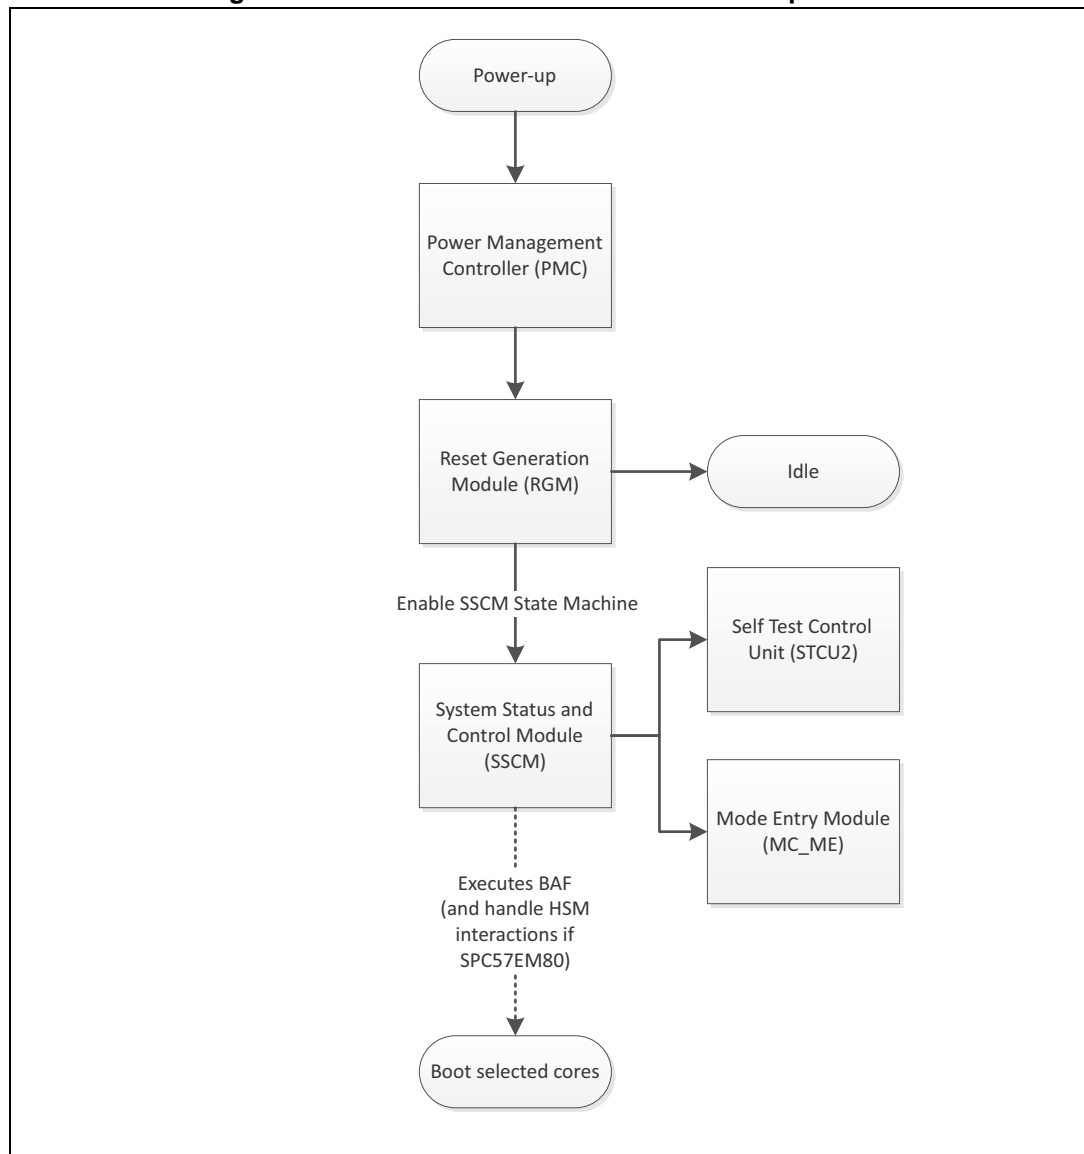 Power-up
Power Management
Controller (PMC)
Reset Generation
Module (RGM)
Idle
Enable SSCM State Machine
Self Test Control
Unit (STCU2)
System Status and
Control Module
(SSCM)
Mode Entry Module
(MC_ME)
Executes BAF
(and handle HSM
interactions if
SPC57EM80)
Boot selected cores